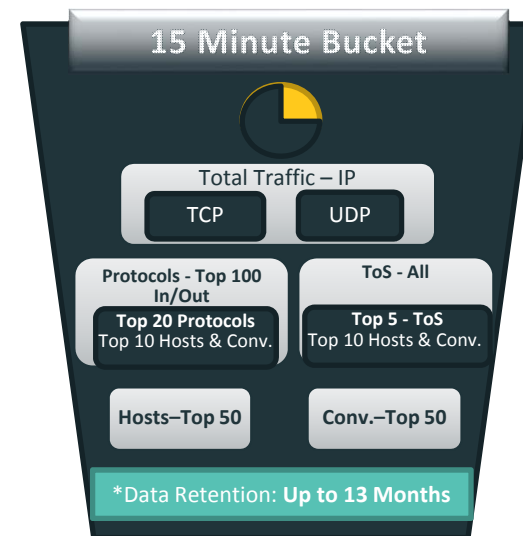 15 Minute Bucket
Total Traffic – IP
TCP
UDP
Protocols - Top 100
In/Out
Top 20 Protocols
Top 10 Hosts & Conv.
ToS - All
Top 5 - ToS
Top 10 Hosts & Conv.
Hosts–Top 50
Conv.–Top 50
*Data Retention: Up to 13 Months